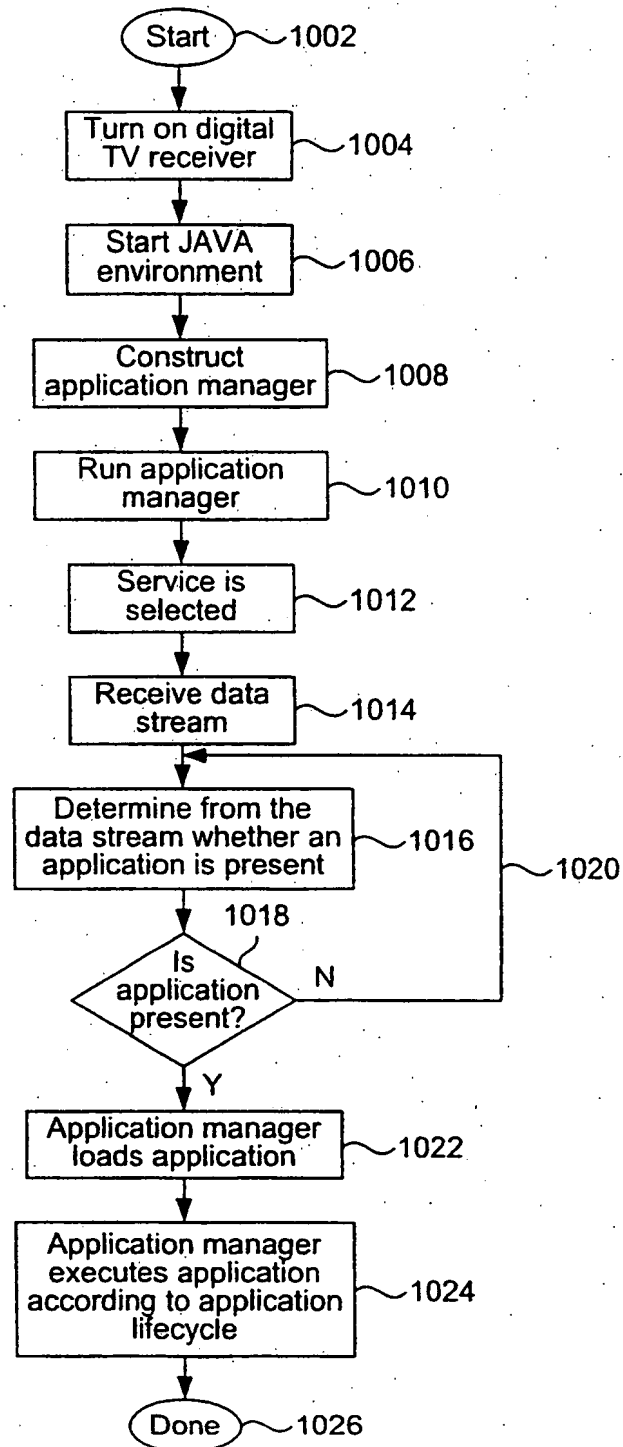 Start
1002
Turn on digital
TV receiver
1004
Start JAVA
environment
1006
Construct
application manager
1008
Run application
manager
1010
Service is
selected
1012
Receive data
stream
1014
Determine from the
data stream whether an
application is present
1016
1020
1018
Is
application
present?
N
Y
Application manager
loads application
1022
Application manager
executes application
according to application
lifecycle
1024
Done
1026